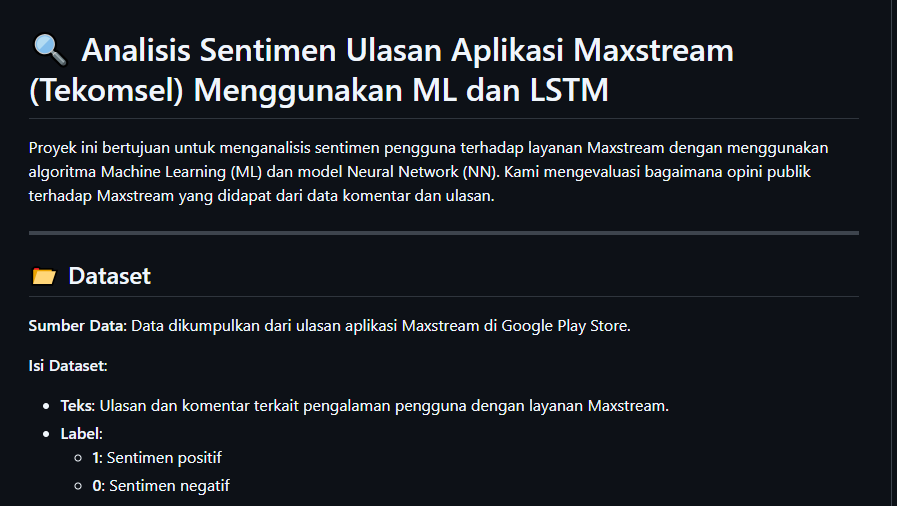 🔍 Analisis Sentimen Ulasan Aplikasi Maxstream
(Tekomsel) Menggunakan ML dan LSTM
Proyek ini bertujuan untuk menganalisis sentimen pengguna terhadap layanan Maxstream dengan menggunakan
algoritma Machine Learning (ML) dan model Neural Network (NN). Kami mengevaluasi bagaimana opini publik
terhadap Maxstream yang didapat dari data komentar dan ulasan.
📂 Dataset
Sumber Data: Data dikumpulkan dari ulasan aplikasi Maxstream di Google Play Store.
Isi Dataset:
• Teks: Ulasan dan komentar terkait pengalaman pengguna dengan layanan Maxstream.
• Label:
◦ 1: Sentimen positif
◦ 0: Sentimen negatif